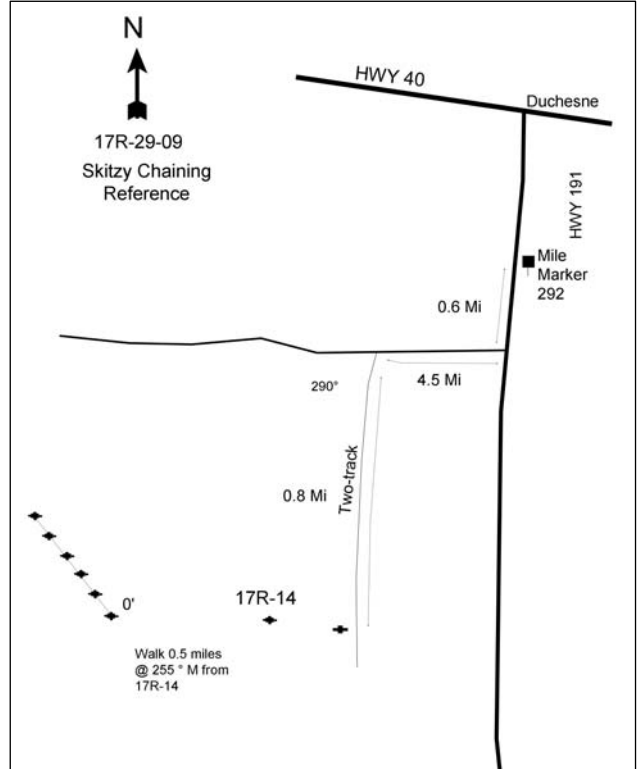 N
17R-29-09
Skitzy Chaining
Reference
HWY 40
Duchesne
HWY 191
Mile
Marker
292
0.6 Mi
4.5 Mi
290°
0.8 Mi
Two-track
0'
17R-14
Walk 0.5 miles
@ 255 ° M from
17R-14